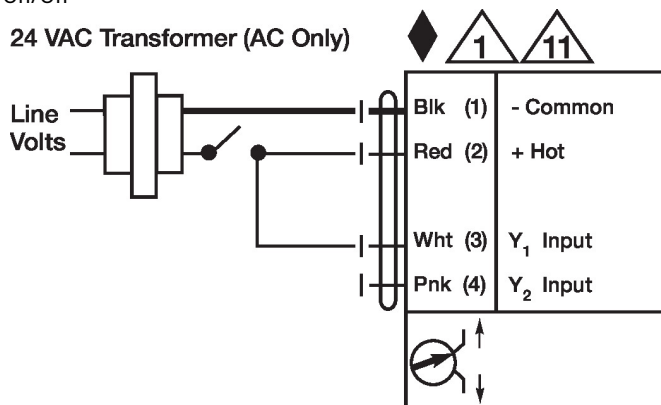 On/Off
24 VAC Transformer (AC Only)
1
11
Line
Volts
Blk (1) - Common
Red (2) + Hot
Wht (3) Y1 Input
Pnk (4) Y2 Input